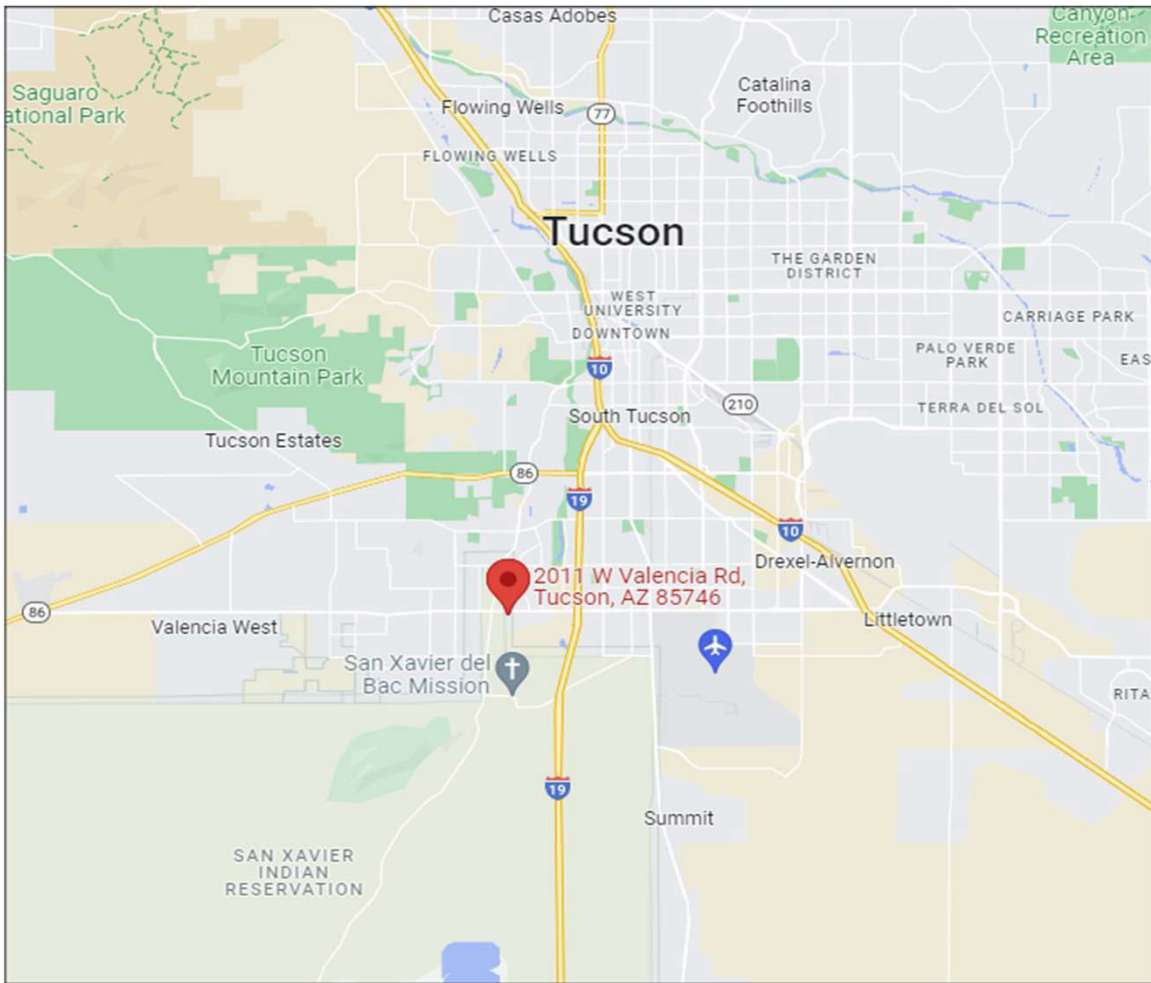 Casas Adobes
Canyon
Recreation
Area
Saguaro
ational Park
Catalina
Foothills
Flowing Wells
77
FLOWING WELLS
Tucson
THE GARDEN
DISTRICT
WEST
UNIVERSITY
DOWNTOWN
CARRIAGE PARK
PALO VERDE
PARK
EAS
Tucson
Mountain Park
10
210
TERRA DEL SOL
South Tucson
Tucson Estates
86
19
10
Drexel-Alvernon
2011 W Valencia Rd,
Tucson, AZ 85746
86
Valencia West
Littletown
San Xavier del
Bac Mission
RITA
19
Summit
SAN XAVIER
INDIAN
RESERVATION